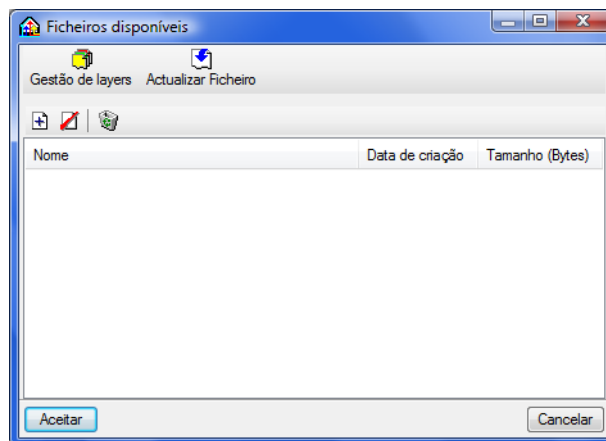 Ficheiros disponíveis
Gestão de layers Actualizar Ficheiro
Nome Data de criação Tamanho (Bytes)
Aceitar Cancelar